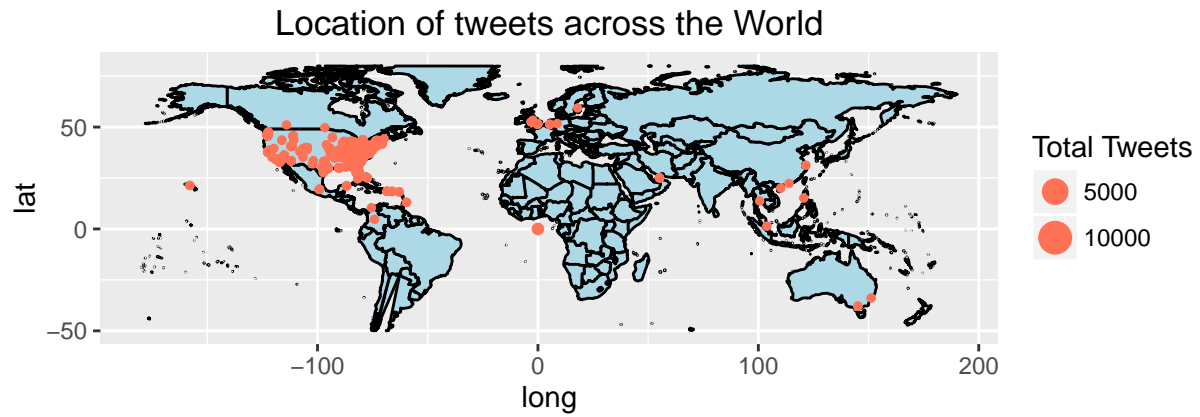 Location of tweets across the World
lat
50
0
−50
−100
0
100
200
long
Total Tweets
5000
10000